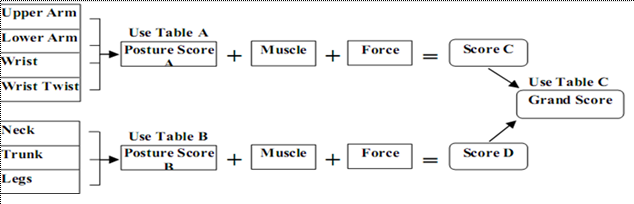 Upper Arm
Lower Arm
Wrist
Wrist Twist
Use Table A
Posture Score
A
+
Muscle
+
Force
=
Score C
Use Table C
Grand Score
Neck
Trunk
Legs
Use Table B
Posture Score
B
+
Muscle
+
Force
=
Score D